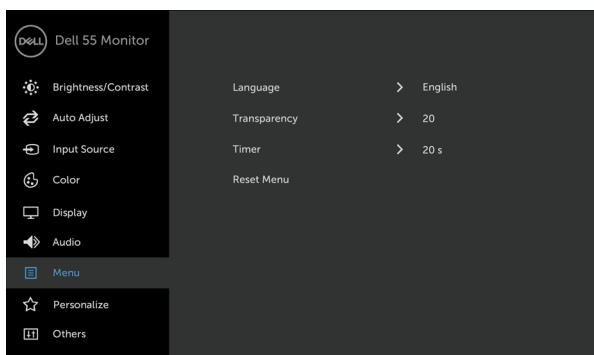 DELL Dell 55 Monitor
Brightness/Contrast
Auto Adjust
Input Source
Color
Display
Audio
Menu
Personalize
Others
Language > English
Transparency > 20
Timer > 20 s
Reset Menu